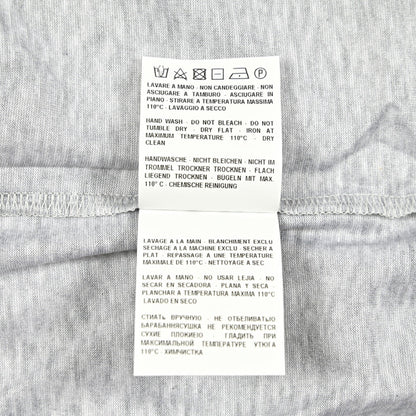 P
LAVARE A MANO - NON CANDEGGIARE - NON
ASCIUGARE A TAMBURO - ASCIUGARE IN
PIANO - STIRARE A TEMPERATURA MASSIMA
110°C - LAVAGGIO A SECCO
HAND WASH - DO NOT BLEACH - DO NOT
TUMBLE DRY - DRY FLAT - IRON AT
MAXIMUM TEMPERATURE 110°C - DRY
CLEAN
HANDWÄSCHE - NICHT BLEICHEN - NICHT IM
TROMMEL TROCKNER TROCKNEN - FLACH
LIEGEND TROCKNEN - BÜGELN MIT MAX.
110°C - CHEMISCHE REINIGUNG
LAVAGE A LA MAIN - BLANCHIMENT EXCLU
- SECHAGE A LA MACHINE EXCLU - SECHER A
PLAT - REPASSAGE A UNE TEMPERATURE
MAXIMALE DE 110°C - NETTOYAGE A SEC
LAVAR A MANO - NO USAR LEJIA - NO
SECAR EN SECADORA - PLANA Y SECA -
PLANCHAR A TEMPERATURA MAXIMA 110°C
LAVADO EN SECO
СТИАТЬ ВРУЧНУЮ - НЕ ОТБЕЛИВАТЬ
БАРАБАННЯСУШКА НЕ РЕКОМЕНДУЕТСЯ
СУХИЕ ПЛОЖИЕЮ - ГЛАДИТЬ ПРИ
МАКСИМАЛЬНОЙ ТЕМПЕРАТУРЕ УТЮГА
110°C - ХИМЧИСТКА